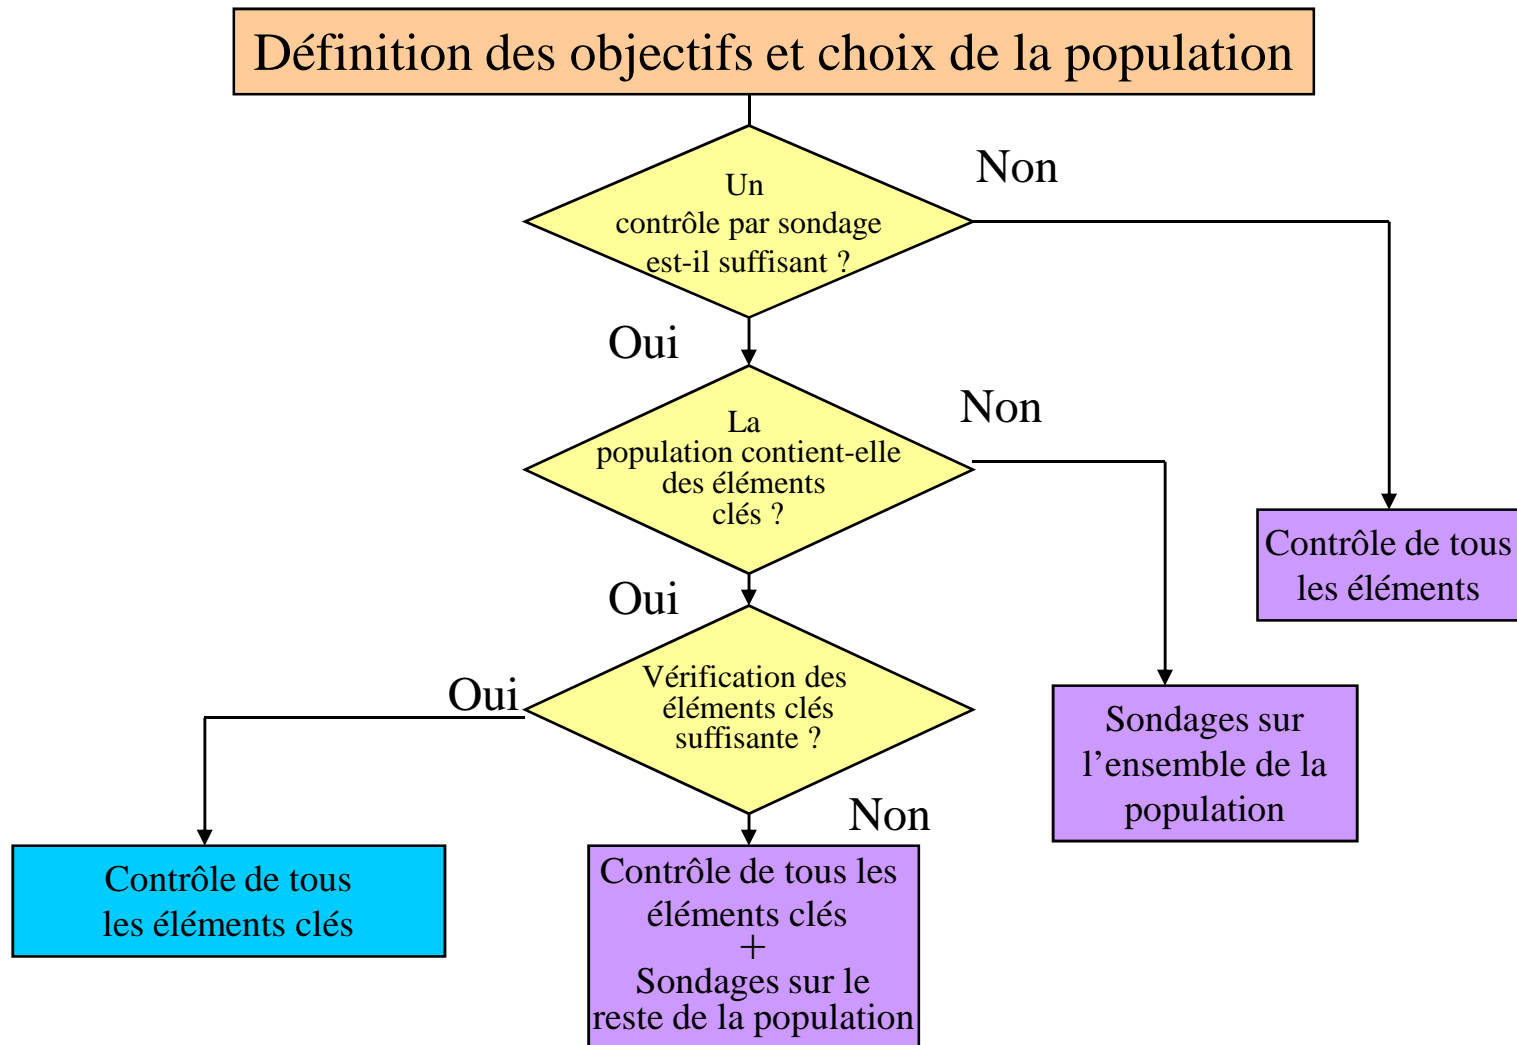 Définition des objectifs et choix de la population
Un
contrôle par sondage
est-il suffisant ?
Non
Oui
La
population contient-elle
des éléments
clés ?
Non
Contrôle de tous
les éléments
Oui
Vérification des
éléments clés
suffisante ?
Oui
Sondages sur
l’ensemble de la
population
Non
Contrôle de tous
les éléments clés
Contrôle de tous les
éléments clés
+
Sondages sur le
reste de la population